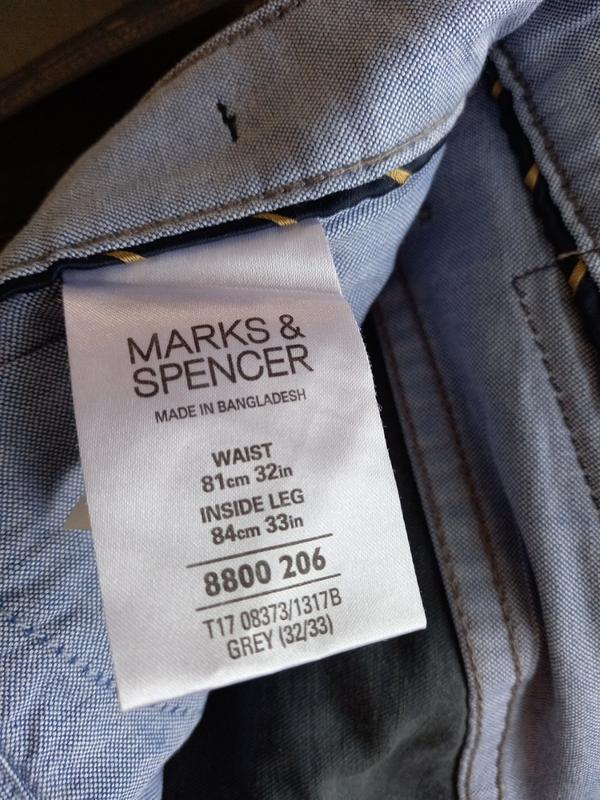 MARKS &
SPENCER
MADE IN BANGLADESH
WAIST
81cm 32in
INSIDE LEG
84cm 33in
8800 206
T17 08373/1317B
GREY (32/33)